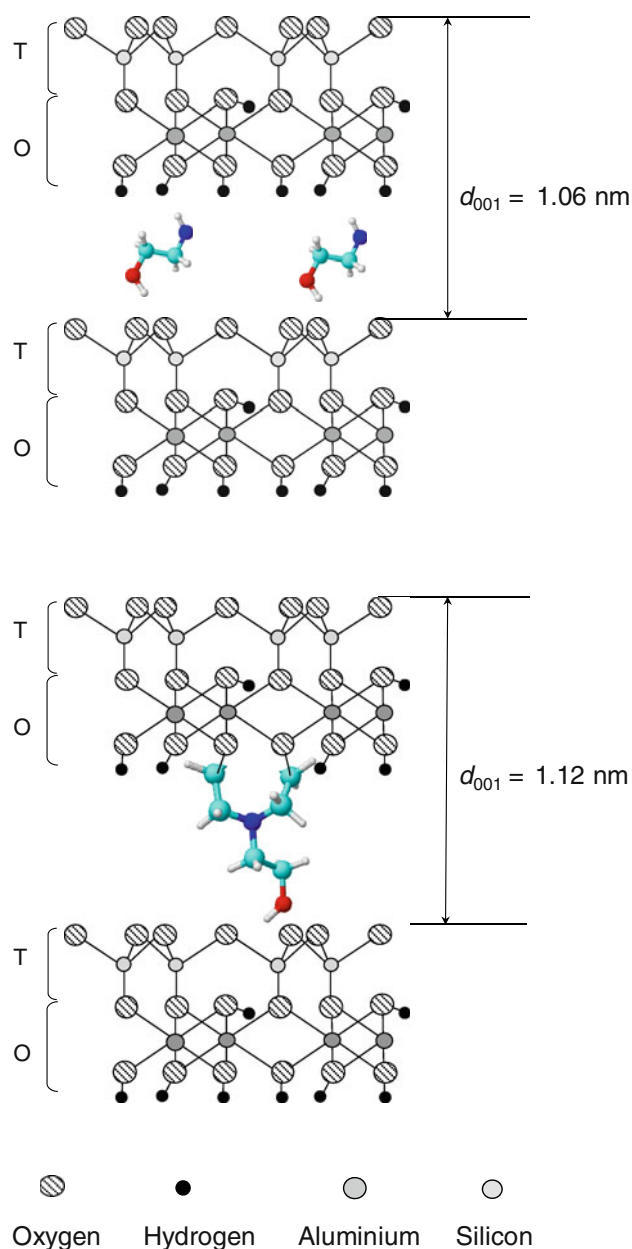 T
O
d001 = 1.06 nm
T
O
T
O
d001 = 1.12 nm
T
O
Oxygen Hydrogen Aluminium Silicon